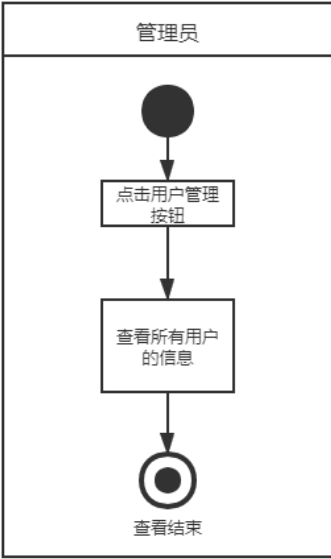 管理员
点击用户管理
按钮
查看所有用户
的信息
查看结束